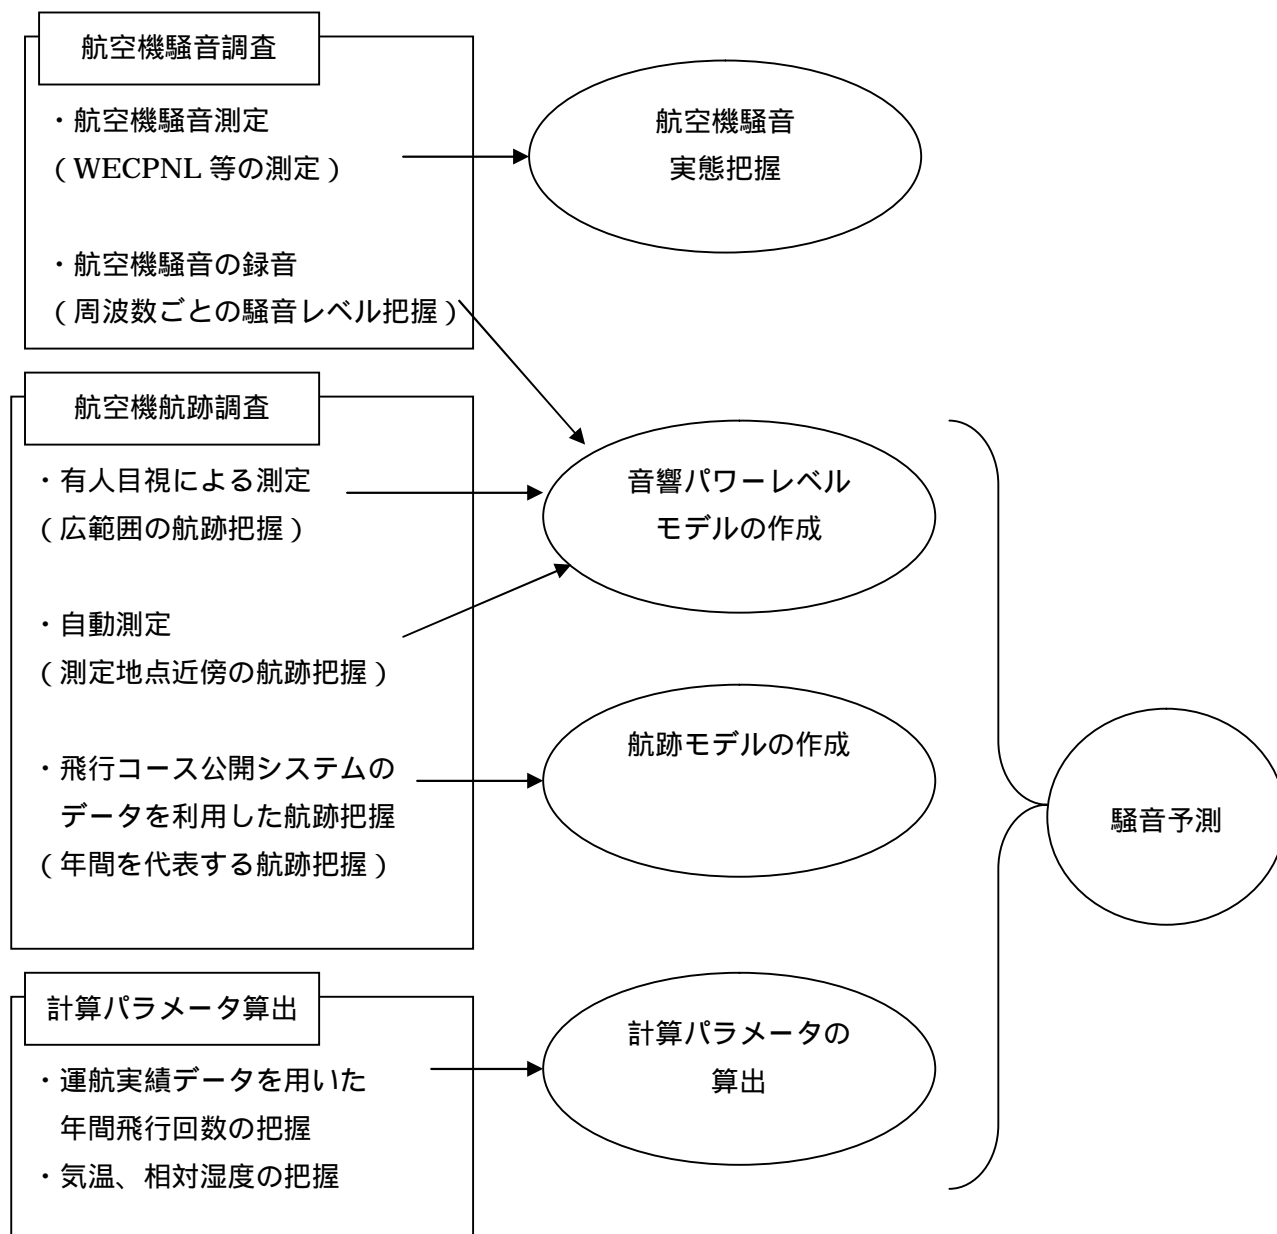 航空機騒音調査
・航空機騒音測定
（WECPNL 等の測定）
・航空機騒音の録音
（周波数ごとの騒音レベル把握）
航空機騒音
実態把握
航空機航跡調査
・有人目視による測定
（広範囲の航跡把握）
・自動測定
（測定地点近傍の航跡把握）
・飛行コース公開システムの
データを利用した航跡把握
（年間を代表する航跡把握）
音響パワーレベル
モデルの作成
航跡モデルの作成
計算パラメータ算出
・運航実績データを用いた
年間飛行回数の把握
・気温、相対湿度の把握
計算パラメータの
算出
騒音予測